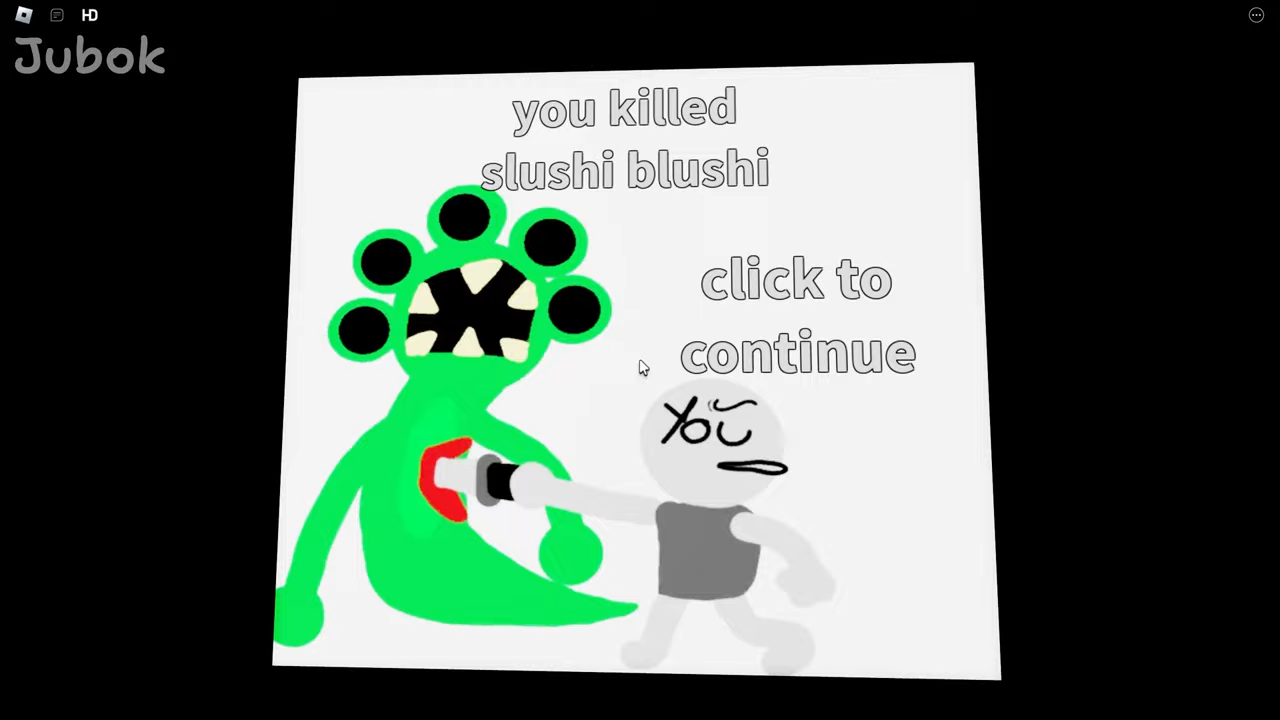 HD
Jubok
you killed
slushi blushi
click to
continue
You